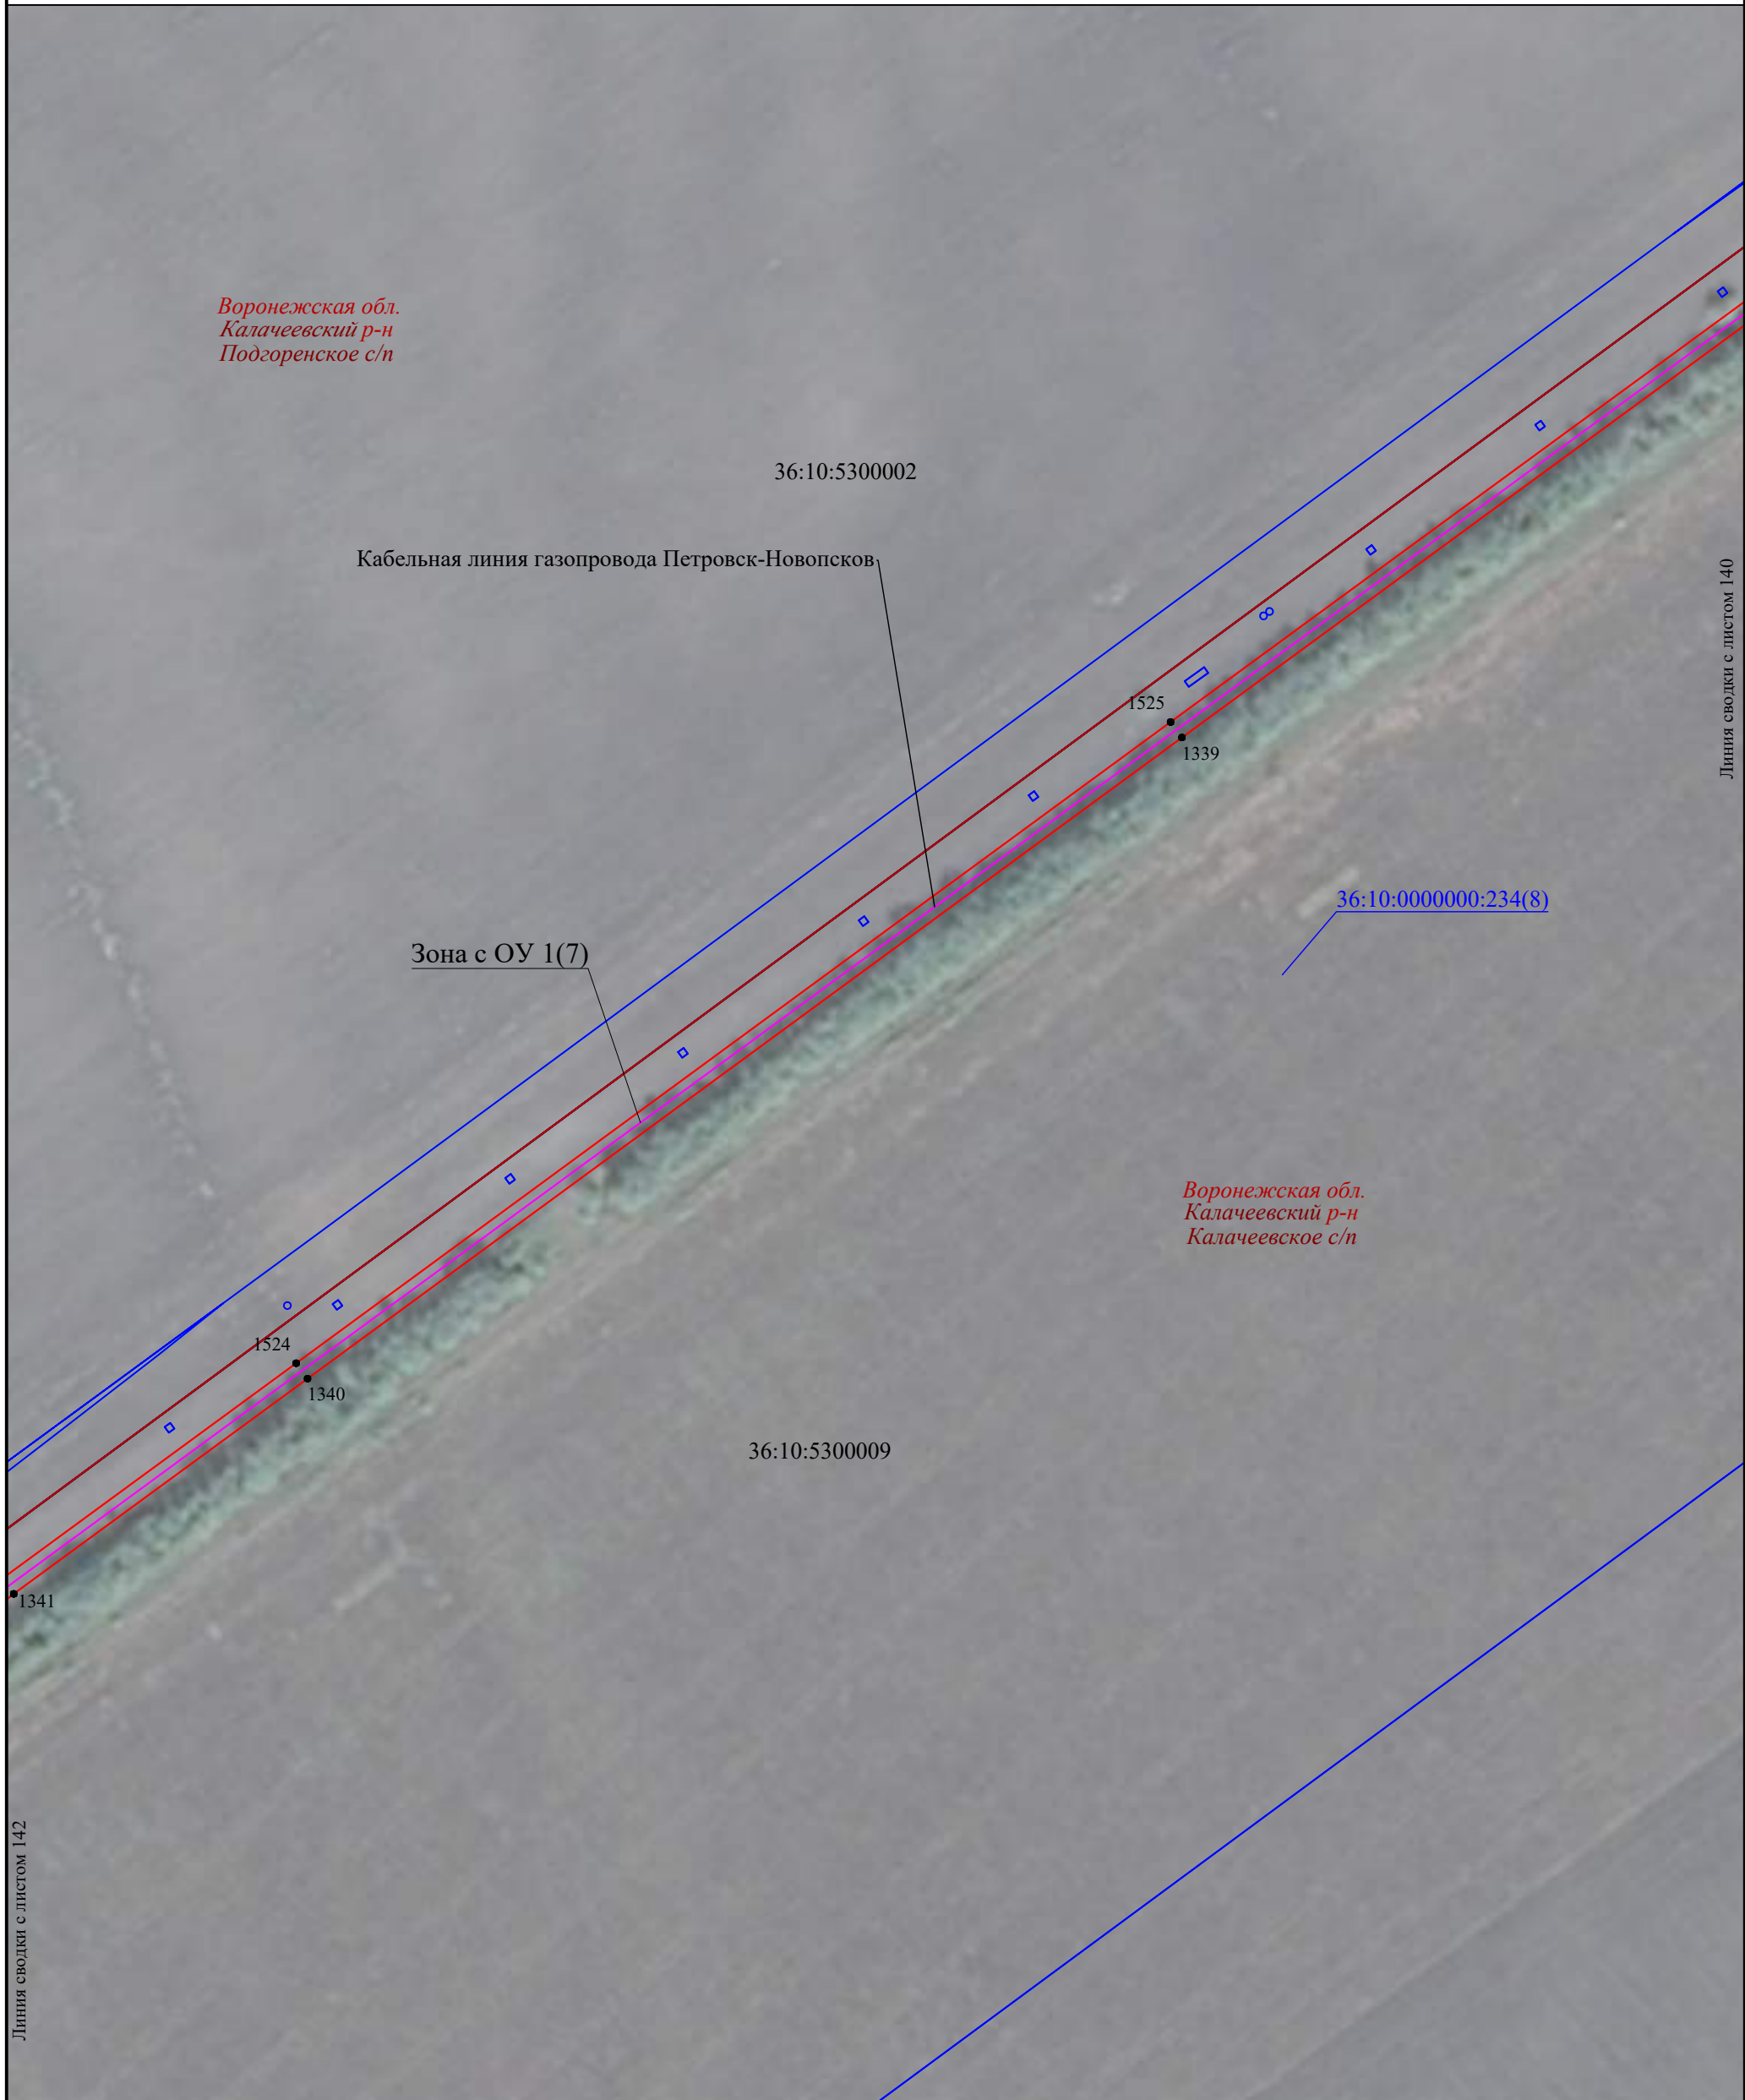 Воронежская обл.
Калачеевский р-н
Подгоренское с/п
36:10:5300002
Кабельная линия газопровода Петровск-Новопсков
Линия сводки с листом 140
1525
1339
36:10:0000000:234(8)
Зона с ОУ 1(7)
Воронежская обл.
Калачеевский р-н
Калачеевское с/п
1524
1340
36:10:5300009
1341
Линия сводки с листом 142